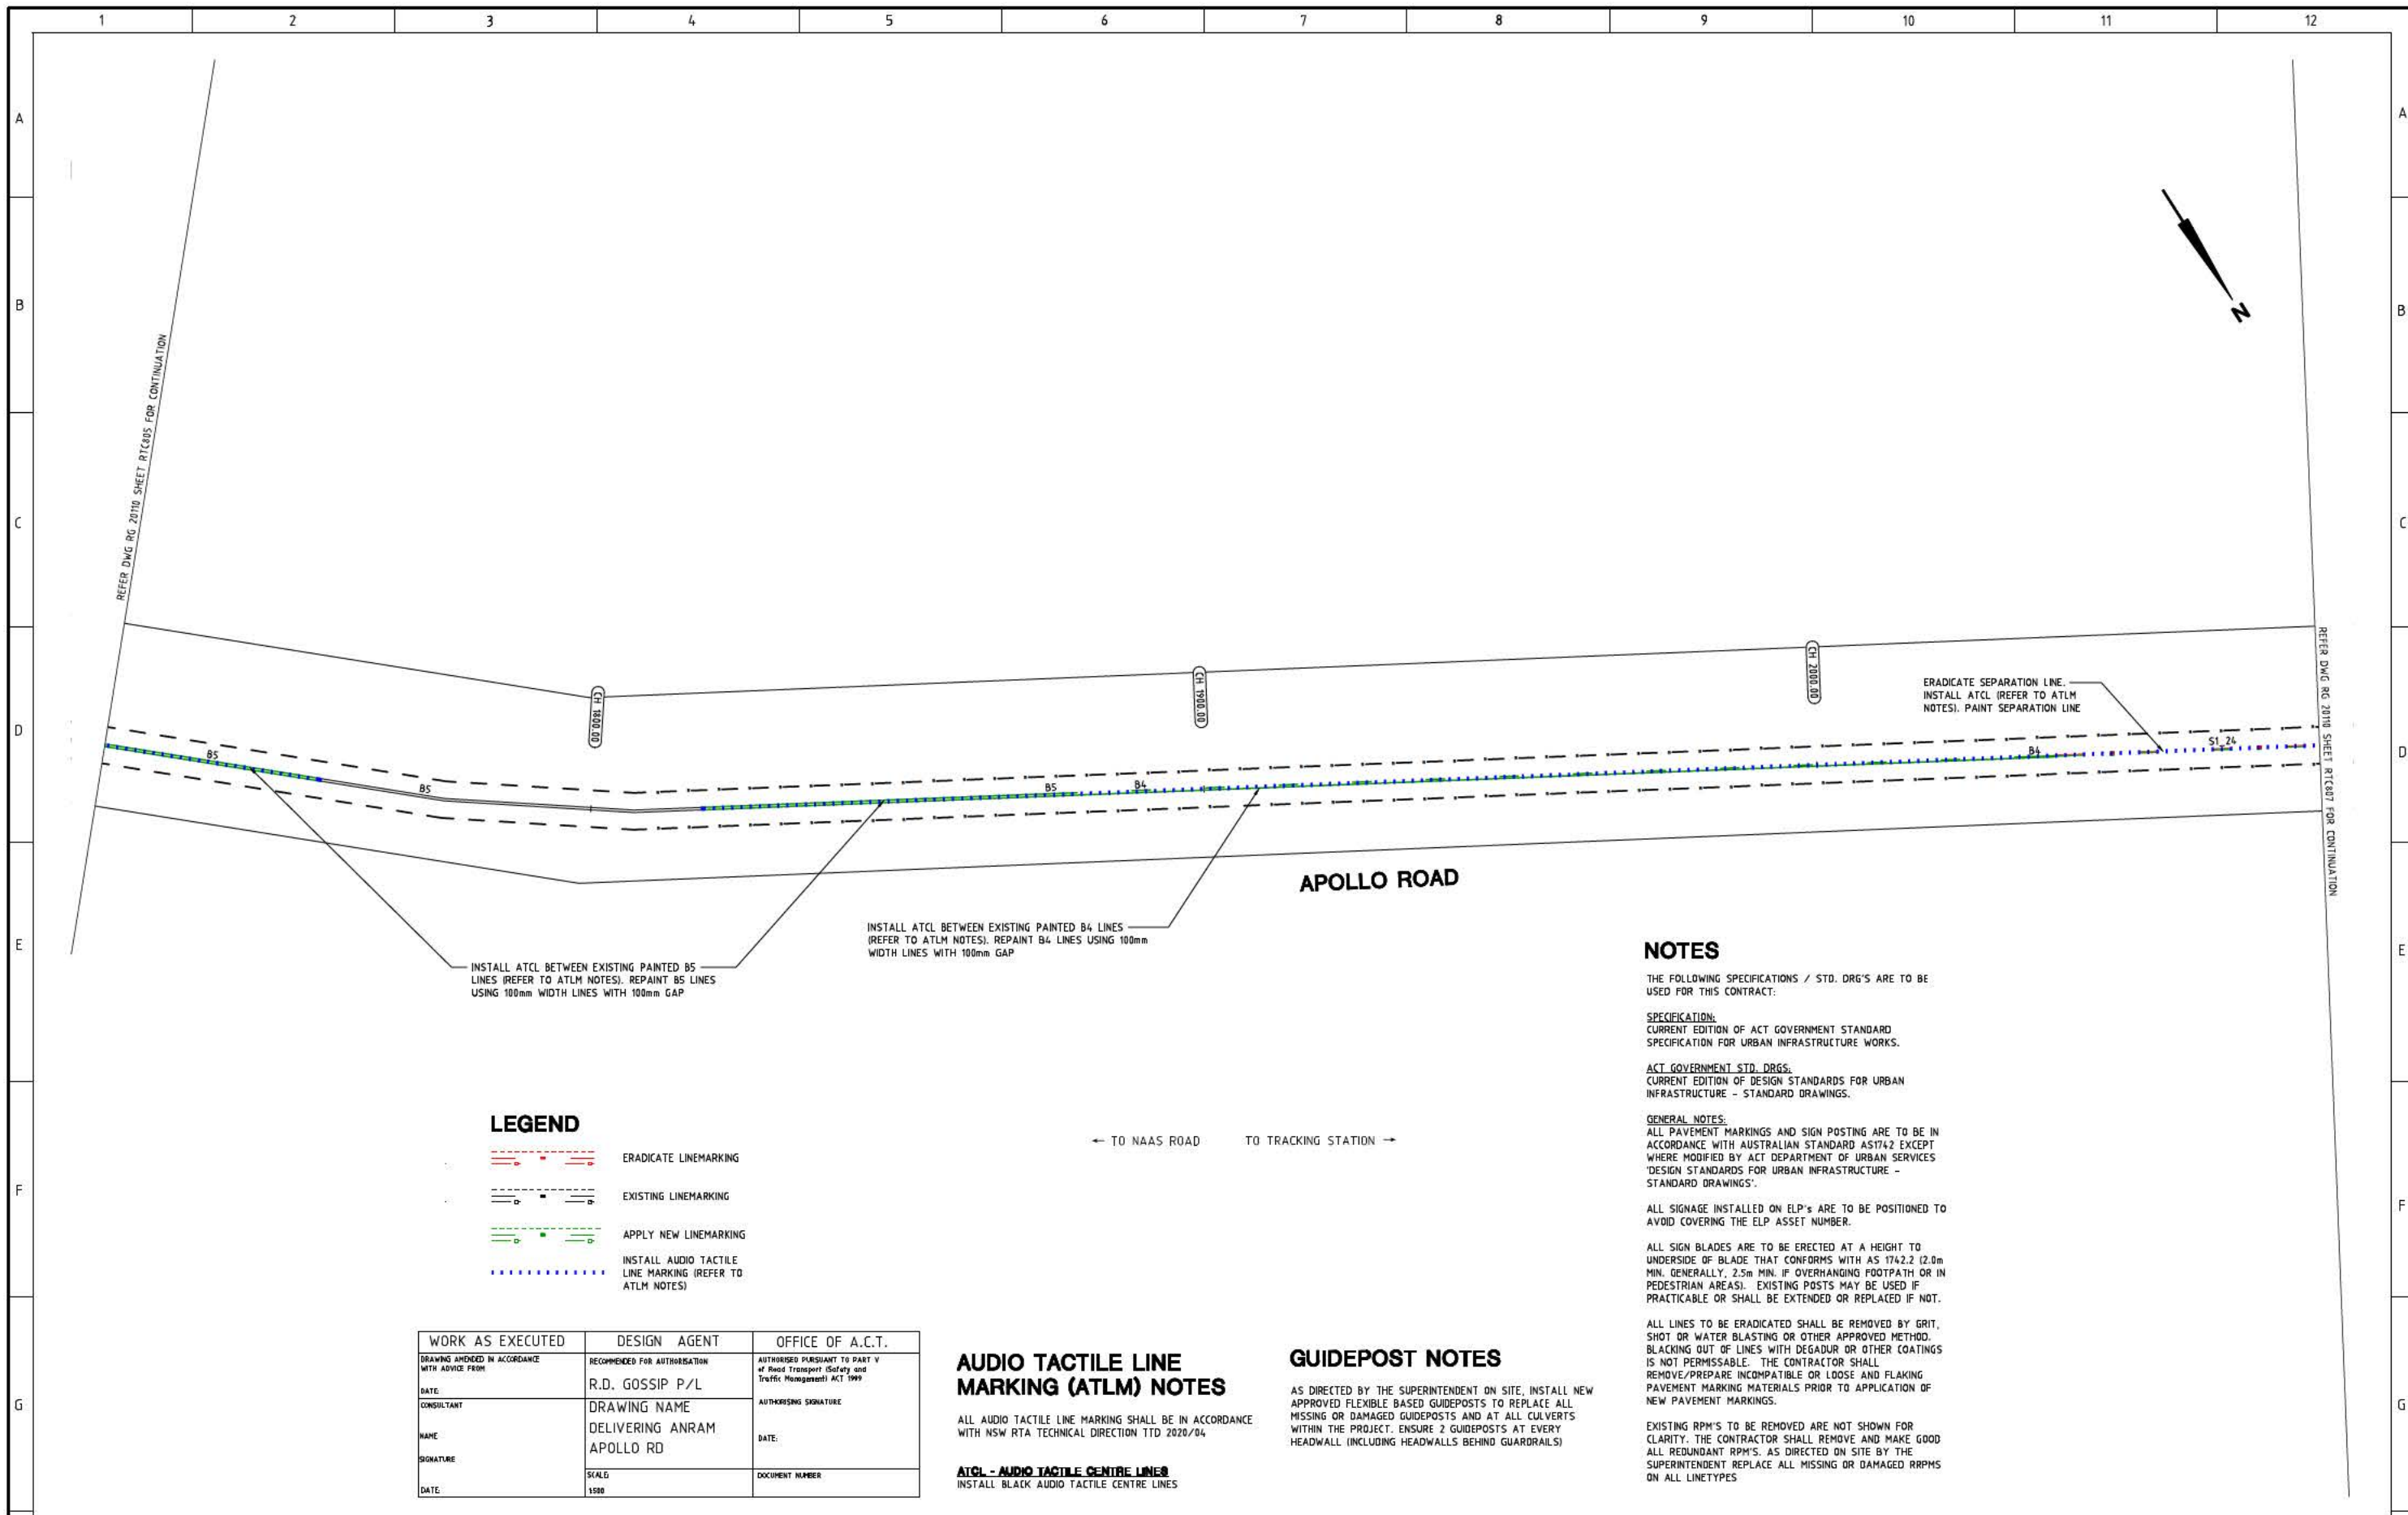 1 2 3 4 5 6 7 8 9 10 11 12
A
B
C
D
E
F
G
A
B
C
D
E
F
G
REFER DWG RG 20110 SHEET RTC805 FOR CONTINUATION
REFER DWG RG 20110 SHEET RTC807 FOR CONTINUATION
N
CH 1800.00
CH 1900.00
CH 2000.00
ERADICATE SEPARATION LINE.
INSTALL ATCL (REFER TO ATLM
NOTES). PAINT SEPARATION LINE
B5
B5
B5
B4
B4
S1_24
APOLLO ROAD
INSTALL ATCL BETWEEN EXISTING PAINTED B4 LINES
(REFER TO ATLM NOTES). REPAINT B4 LINES USING 100mm
WIDTH LINES WITH 100mm GAP
INSTALL ATCL BETWEEN EXISTING PAINTED B5
LINES (REFER TO ATLM NOTES). REPAINT B5 LINES
USING 100mm WIDTH LINES WITH 100mm GAP
← TO NAAS ROAD TO TRACKING STATION →
LEGEND
ERADICATE LINEMARKING
EXISTING LINEMARKING
APPLY NEW LINEMARKING
INSTALL AUDIO TACTILE
LINE MARKING (REFER TO
ATLM NOTES)
WORK AS EXECUTED
DRAWING AMENDED IN ACCORDANCE
WITH ADVICE FROM
DATE:
CONSULTANT
NAME
SIGNATURE
DATE:
DESIGN AGENT
RECOMMENDED FOR AUTHORISATION
R.D. GOSSIP P/L
DRAWING NAME
DELIVERING ANRAM
APOLLO RD
SCALE:
1:500
OFFICE OF A.C.T.
AUTHORISED PURSUANT TO PART V
of Road Transport (Safety and
Traffic Management) ACT 1999
AUTHORISING SIGNATURE
DATE:
DOCUMENT NUMBER
AUDIO TACTILE LINE
MARKING (ATLM) NOTES
ALL AUDIO TACTILE LINE MARKING SHALL BE IN ACCORDANCE
WITH NSW RTA TECHNICAL DIRECTION TTD 2020/04
ATCL - AUDIO TACTILE CENTRE LINES
INSTALL BLACK AUDIO TACTILE CENTRE LINES
GUIDEPOST NOTES
AS DIRECTED BY THE SUPERINTENDENT ON SITE, INSTALL NEW
APPROVED FLEXIBLE BASED GUIDEPOSTS TO REPLACE ALL
MISSING OR DAMAGED GUIDEPOSTS AND AT ALL CULVERTS
WITHIN THE PROJECT. ENSURE 2 GUIDEPOSTS AT EVERY
HEADWALL (INCLUDING HEADWALLS BEHIND GUARDRAILS)
NOTES
THE FOLLOWING SPECIFICATIONS / STD. DRG'S ARE TO BE
USED FOR THIS CONTRACT:
SPECIFICATION:
CURRENT EDITION OF ACT GOVERNMENT STANDARD
SPECIFICATION FOR URBAN INFRASTRUCTURE WORKS.
ACT GOVERNMENT STD. DRGS:
CURRENT EDITION OF DESIGN STANDARDS FOR URBAN
INFRASTRUCTURE - STANDARD DRAWINGS.
GENERAL NOTES:
ALL PAVEMENT MARKINGS AND SIGN POSTING ARE TO BE IN
ACCORDANCE WITH AUSTRALIAN STANDARD AS1742 EXCEPT
WHERE MODIFIED BY ACT DEPARTMENT OF URBAN SERVICES
'DESIGN STANDARDS FOR URBAN INFRASTRUCTURE -
STANDARD DRAWINGS'.
ALL SIGNAGE INSTALLED ON ELP's ARE TO BE POSITIONED TO
AVOID COVERING THE ELP ASSET NUMBER.
ALL SIGN BLADES ARE TO BE ERECTED AT A HEIGHT TO
UNDERSIDE OF BLADE THAT CONFORMS WITH AS 1742.2 (2.0m
MIN. GENERALLY, 2.5m MIN. IF OVERHANGING FOOTPATH OR IN
PEDESTRIAN AREAS). EXISTING POSTS MAY BE USED IF
PRACTICABLE OR SHALL BE EXTENDED OR REPLACED IF NOT.
ALL LINES TO BE ERADICATED SHALL BE REMOVED BY GRIT,
SHOT OR WATER BLASTING OR OTHER APPROVED METHOD.
BLACKING OUT OF LINES WITH DEGADUR OR OTHER COATINGS
IS NOT PERMISSABLE. THE CONTRACTOR SHALL
REMOVE/PREPARE INCOMPATIBLE OR LOOSE AND FLAKING
PAVEMENT MARKING MATERIALS PRIOR TO APPLICATION OF
NEW PAVEMENT MARKINGS.
EXISTING RPM'S TO BE REMOVED ARE NOT SHOWN FOR
CLARITY. THE CONTRACTOR SHALL REMOVE AND MAKE GOOD
ALL REDUNDANT RPM'S. AS DIRECTED ON SITE BY THE
SUPERINTENDENT REPLACE ALL MISSING OR DAMAGED RRPMS
ON ALL LINETYPES